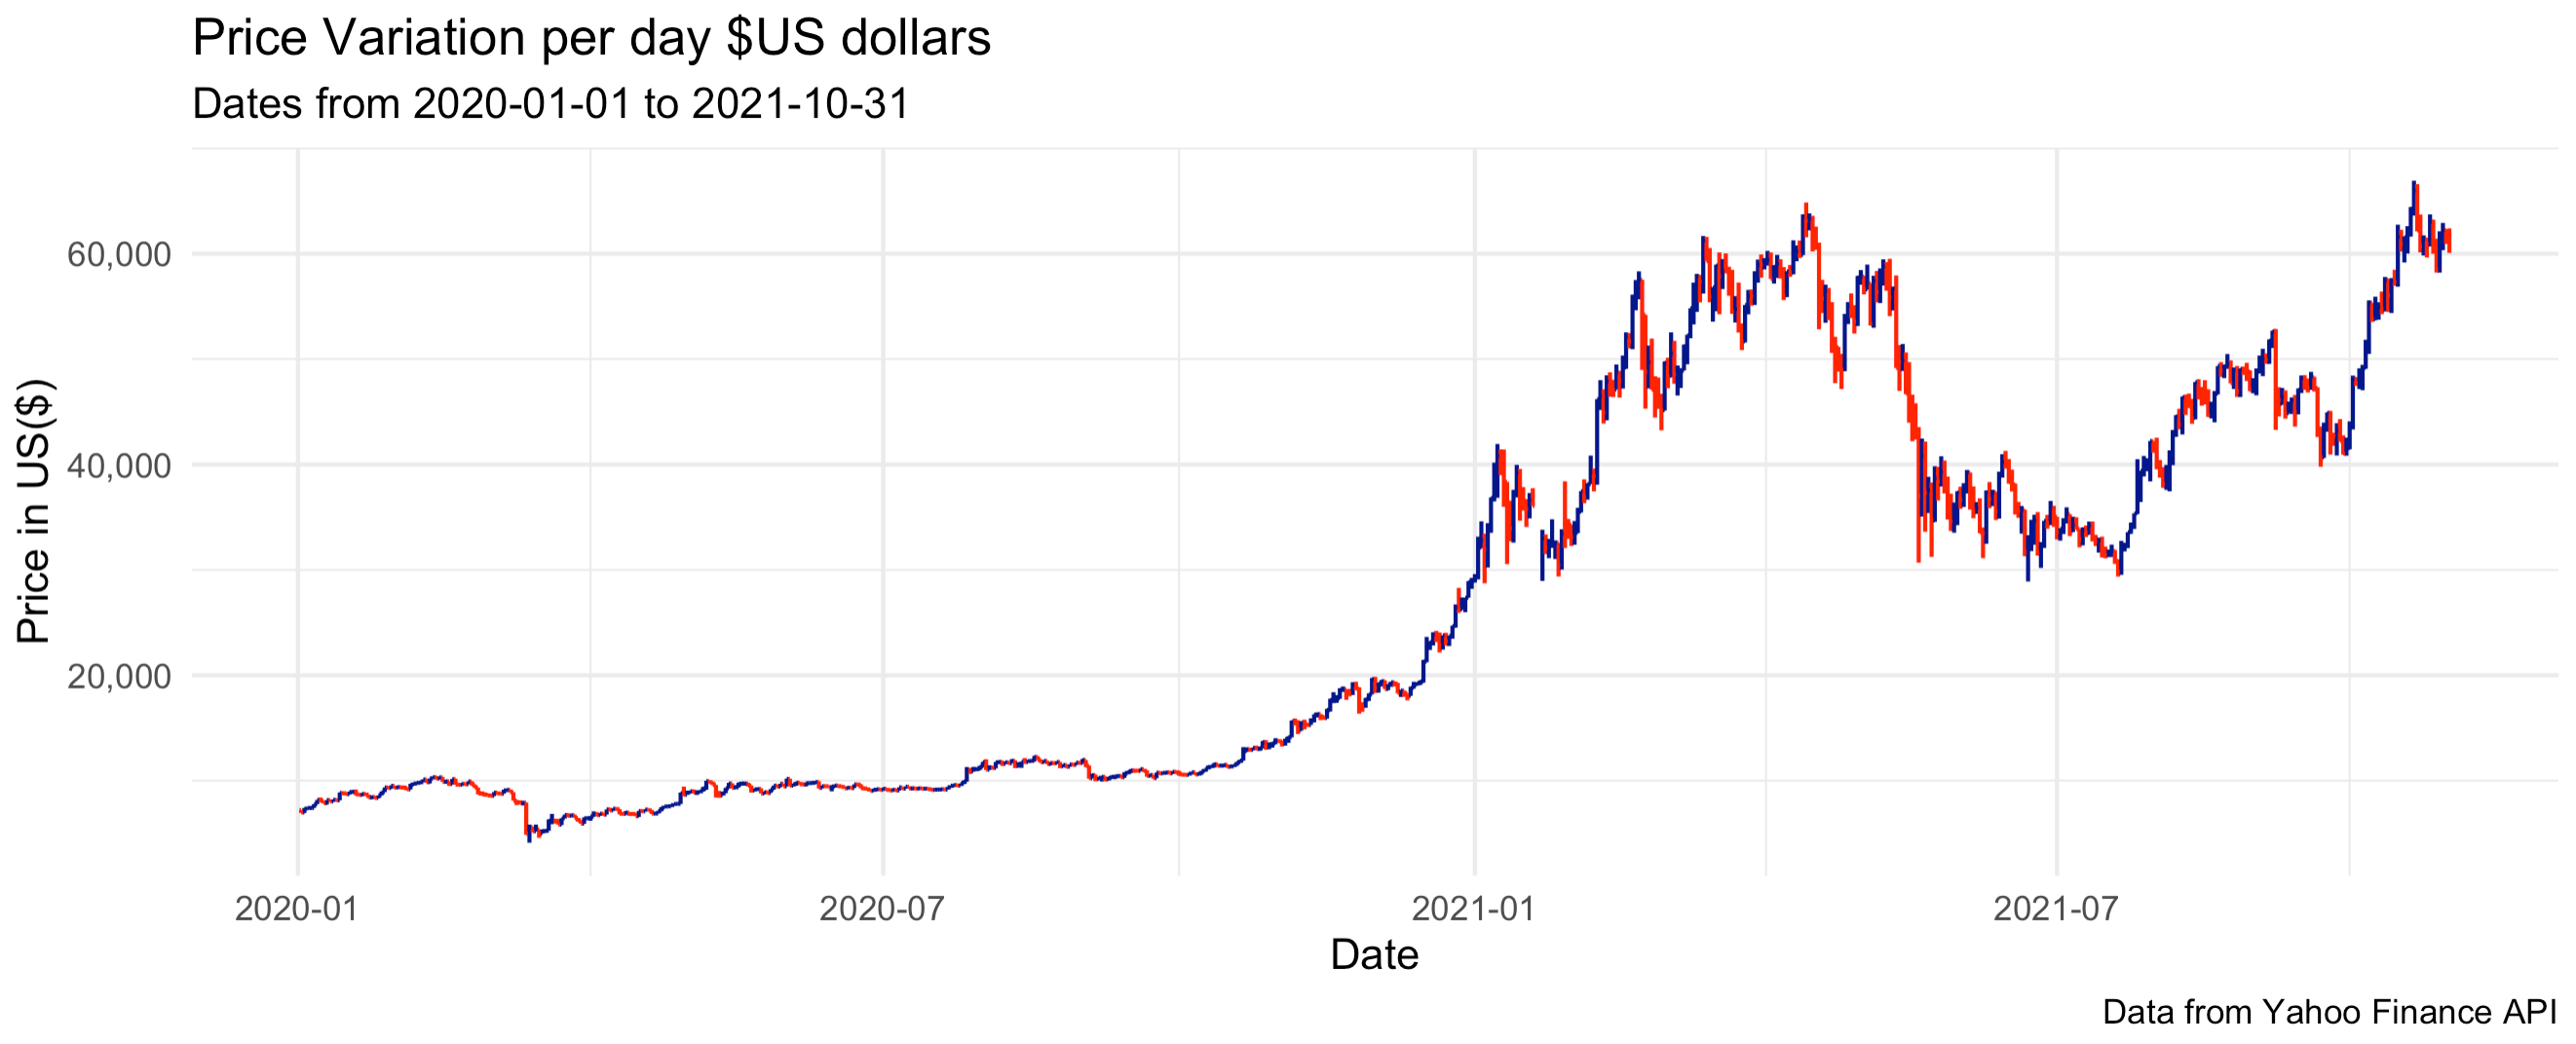 Price Variation per day $US dollars
Dates from 2020-01-01 to 2021-10-31
Price in US($)
60,000
40,000
20,000
2020-01
2020-07
2021-01
2021-07
Date
Data from Yahoo Finance API